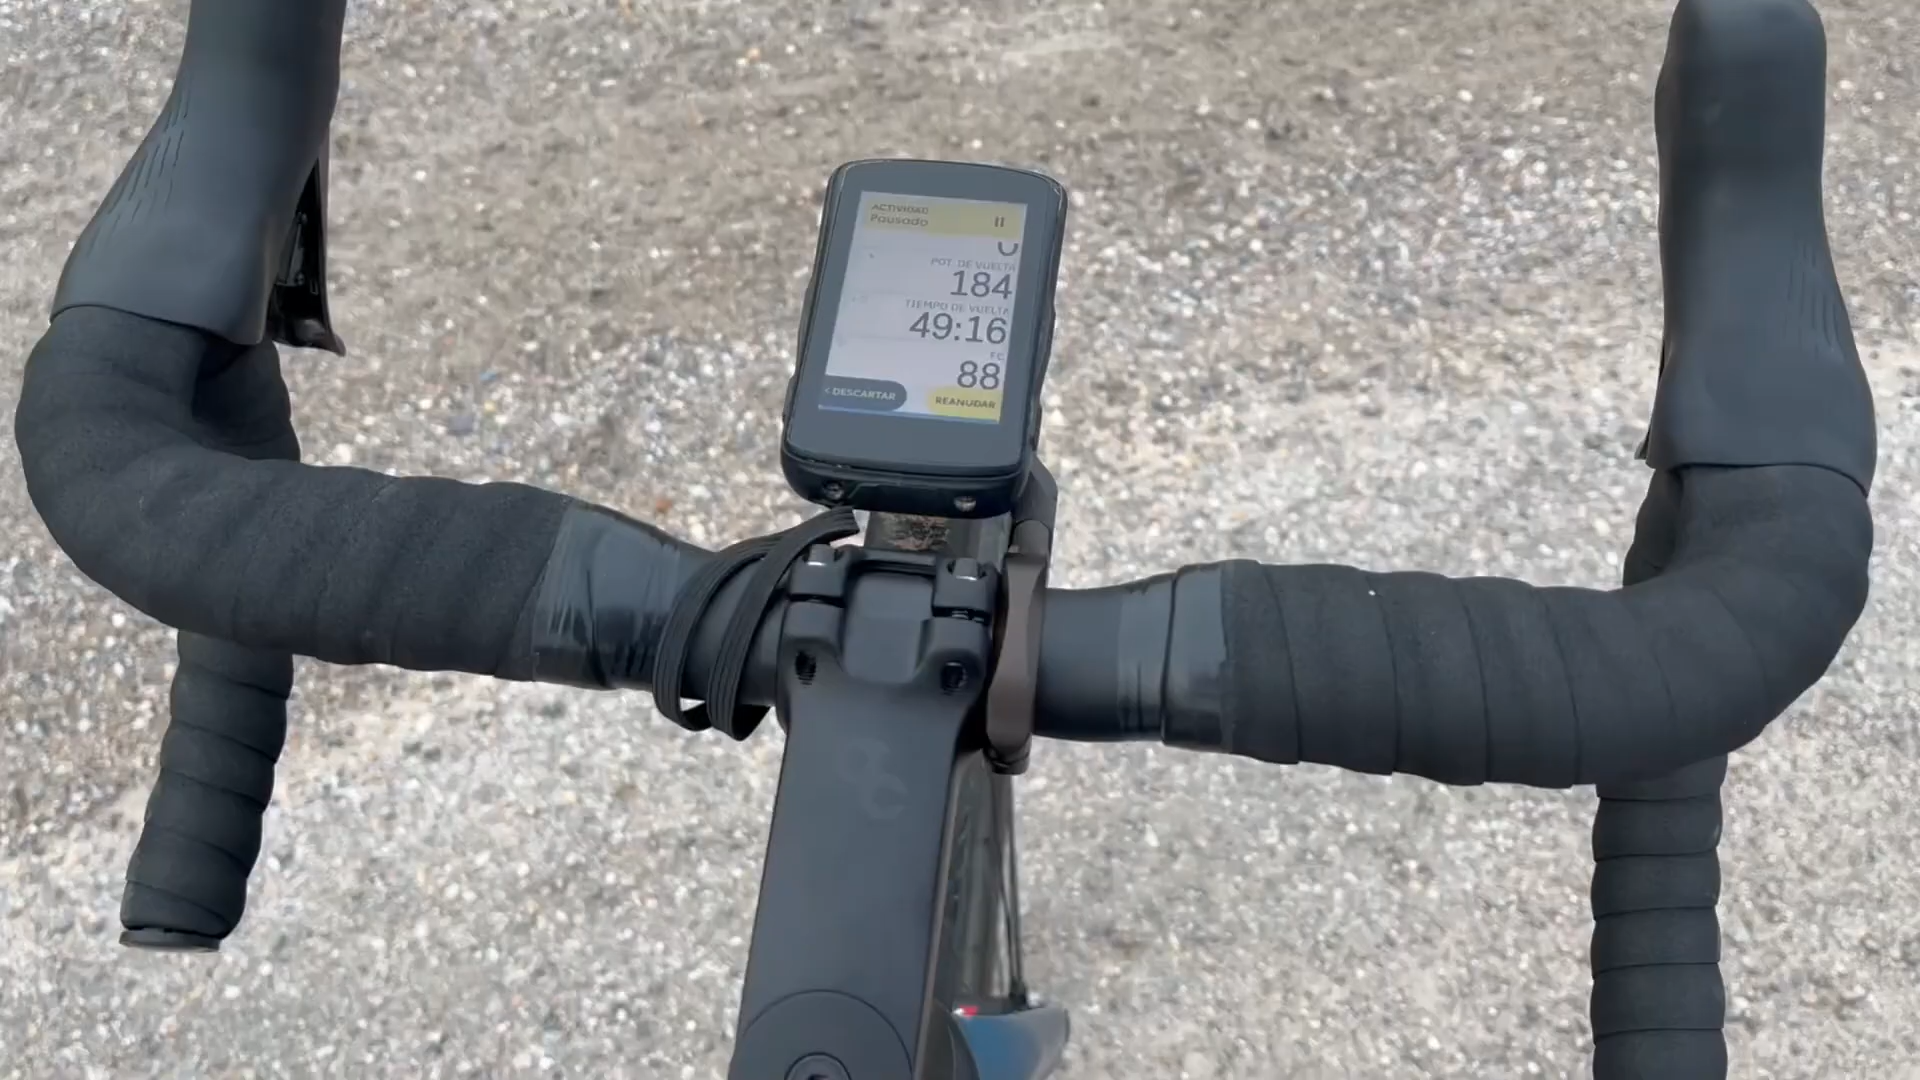 ACTIVIDAD
Pausado
POT. DE VUELTA
184
TIEMPO DE VUELTA
49:16
FC
88
< DESCARTAR
REANUDAR